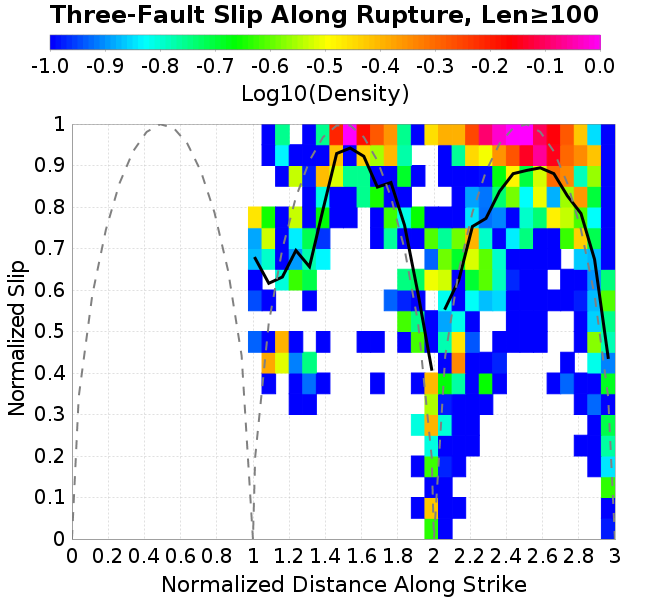 Three-Fault Slip Along Rupture, Len≥100
-1.0 -0.9 -0.8 -0.7 -0.6 -0.5 -0.4 -0.3 -0.2 -0.1 0.0
Log10(Density)
1
0.9
0.8
0.7
0.6
0.5
0.4
0.3
0.2
0.1
0
Normalized Slip
0 0.2 0.4 0.6 0.8 1 1.2 1.4 1.6 1.8 2 2.2 2.4 2.6 2.8 3
Normalized Distance Along Strike